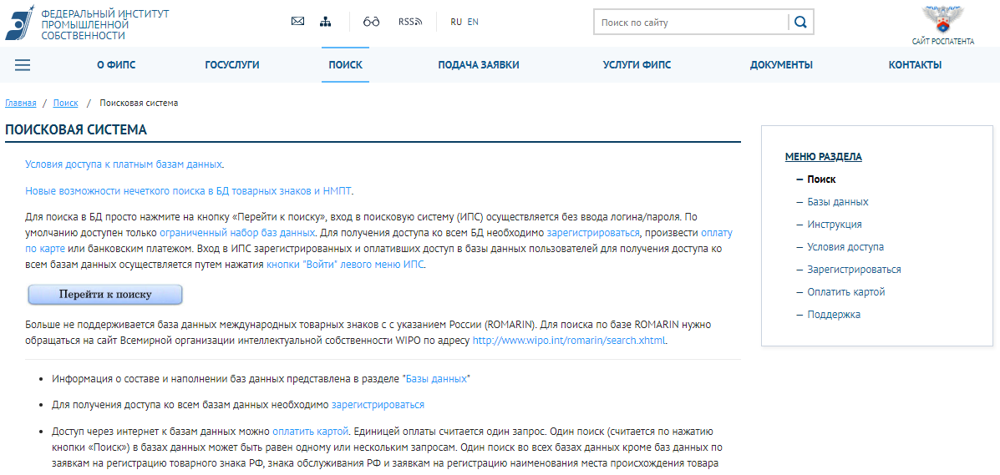 ФЕДЕРАЛЬНЫЙ ИНСТИТУТ
ПРОМЫШЛЕННОЙ
СОБСТВЕННОСТИ
RSS
RU EN
Поиск по сайту
САЙТ РОСПАТЕНТА
О ФИПС
ГОСУСЛУГИ
ПОИСК
ПОДАЧА ЗАЯВКИ
УСЛУГИ ФИПС
ДОКУМЕНТЫ
КОНТАКТЫ
Главная / Поиск / Поисковая система
ПОИСКОВАЯ СИСТЕМА
Условия доступа к платным базам данных.
Новые возможности нечеткого поиска в БД товарных знаков и НМПТ.
Для поиска в БД просто нажмите на кнопку «Перейти к поиску», вход в поисковую систему (ИПС) осуществляется без ввода логина/пароля. По
умолчанию доступен только ограниченный набор баз данных. Для получения доступа ко всем БД необходимо зарегистрироваться, произвести оплату
по карте или банковским платежом. Вход в ИПС зарегистрированных и оплативших доступ в базы данных пользователей для получения доступа ко
всем базам данных осуществляется путем нажатия кнопки "Войти" левого меню ИПС.
Перейти к поиску
Больше не поддерживается база данных международных товарных знаков с с указанием России (ROMARIN). Для поиска по базе ROMARIN нужно
обращаться на сайт Всемирной организации интеллектуальной собственности WIPO по адресу http://www.wipo.int/romarin/search.xhtml.
• Информация о составе и наполнении баз данных представлена в разделе "Базы данных"
• Для получения доступа ко всем базам данных необходимо зарегистрироваться
• Доступ через интернет к базам данных можно оплатить картой. Единицей оплаты считается один запрос. Один поиск (считается по нажатию
кнопки «Поиск») в базах данных может быть равен одному или нескольким запросам. Один поиск во всех базах данных кроме баз данных по
заявкам на регистрацию товарного знака РФ, знака обслуживания РФ и заявкам на регистрацию наименования места происхождения товара
МЕНЮ РАЗДЕЛА
— Поиск
— Базы данных
— Инструкция
— Условия доступа
— Зарегистрироваться
— Оплатить картой
— Поддержка